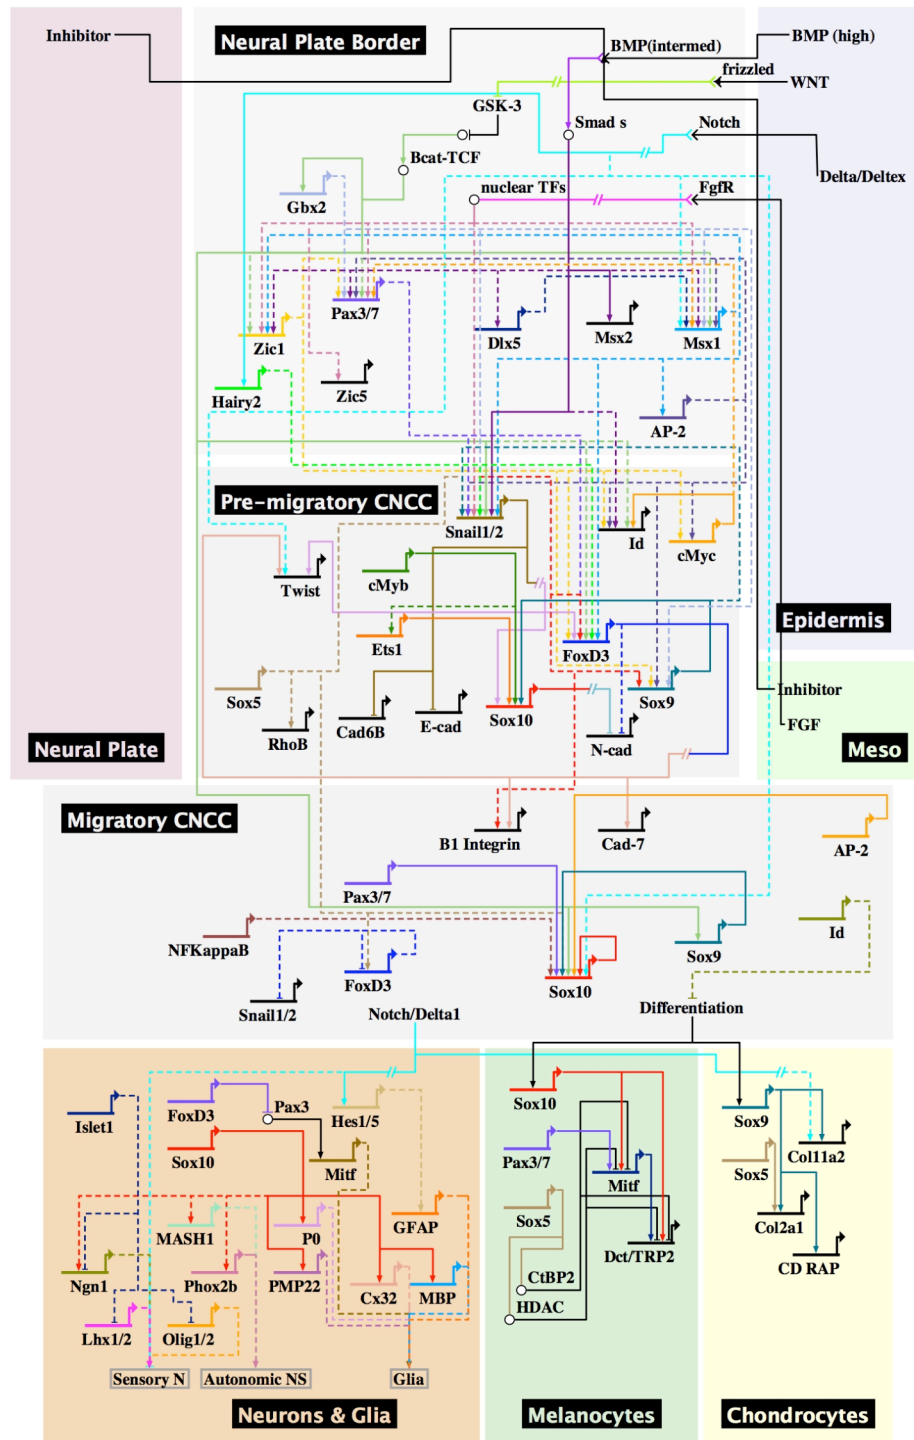 Inhibitor
Neural Plate Border
BMP(intermed)
BMP (high)
frizzled
WNT
GSK-3
Smad s
Notch
Bcat-TCF
Delta/Deltex
nuclear TFs
FgfR
Gbx2
Pax3/7
Zic1
Dlx5
Msx2
Msx1
Zic5
Hairy2
AP-2
Pre-migratory CNCC
Snail1/2
Id
cMyc
Twist
cMyb
Ets1
FoxD3
Epidermis
Sox5
RhoB
Cad6B
E-cad
Sox10
Sox9
N-cad
Inhibitor
FGF
Neural Plate
Meso
Migratory CNCC
B1 Integrin
Cad-7
AP-2
Pax3/7
NFKappaB
Id
Sox9
FoxD3
Sox10
Snail1/2
Notch/Delta1
Differentiation
Islet1
FoxD3
Pax3
Hes1/5
Sox10
Mitf
MASH1
P0
GFAP
Ngn1
Phox2b
PMP22
Cx32
MBP
Lhx1/2
Olig1/2
Sensory N
Autonomic NS
Glia
Neurons & Glia
Sox10
Pax3/7
Mitf
Sox5
Dct/TRP2
CtBP2
HDAC
Melanocytes
Sox9
Col11a2
Sox5
Col2a1
CD RAP
Chondrocytes